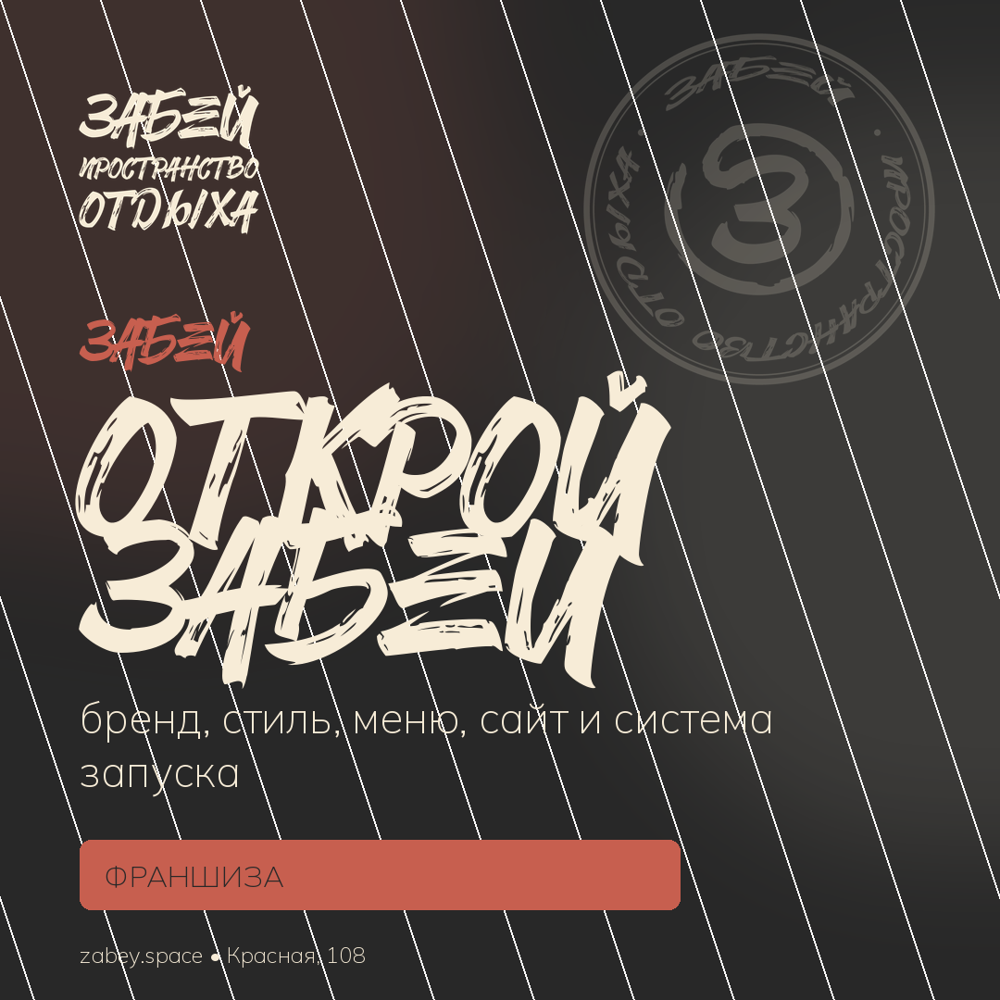 ЗАБЕЙ
ПРОСТРАНСТВО
ОТДЫХА
ЗАБЕЙ • ПРОСТРАНСТВО ОТДЫХА •
З
ЗАБЕЙ
ОТКРОЙ
ЗАБЕЙ
бренд, стиль, меню, сайт и система
запуска
ФРАНШИЗА
zabey.space • Красная, 108